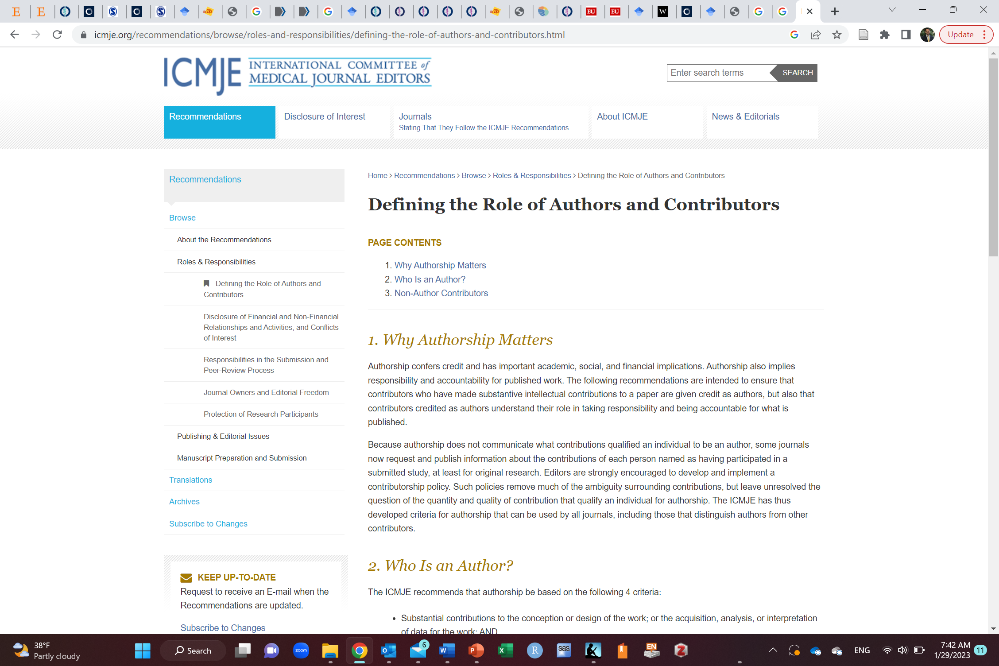 E
E
S
S
BU
BU
W
icmje.org/recommendations/browse/roles-and-responsibilities/defining-the-role-of-authors-and-contributors.html
Update
ICMJE
INTERNATIONAL COMMITTEE of
MEDICAL JOURNAL EDITORS
Enter search terms
SEARCH
Recommendations
Disclosure of Interest
Journals
Stating That They Follow the ICMJE Recommendations
About ICMJE
News & Editorials
Recommendations
Browse
About the Recommendations
Roles & Responsibilities
Defining the Role of Authors and
Contributors
Disclosure of Financial and Non-Financial
Relationships and Activities, and Conflicts
of Interest
Responsibilities in the Submission and
Peer-Review Process
Journal Owners and Editorial Freedom
Protection of Research Participants
Publishing & Editorial Issues
Manuscript Preparation and Submission
Translations
Archives
Subscribe to Changes
KEEP UP-TO-DATE
Request to receive an E-mail when the
Recommendations are updated.
Subscribe to Changes
Home > Recommendations > Browse > Roles & Responsibilities > Defining the Role of Authors and Contributors
Defining the Role of Authors and Contributors
PAGE CONTENTS
1. Why Authorship Matters
2. Who Is an Author?
3. Non-Author Contributors
1. Why Authorship Matters
Authorship confers credit and has important academic, social, and financial implications. Authorship also implies
responsibility and accountability for published work. The following recommendations are intended to ensure that
contributors who have made substantive intellectual contributions to a paper are given credit as authors, but also that
contributors credited as authors understand their role in taking responsibility and being accountable for what is
published.
Because authorship does not communicate what contributions qualified an individual to be an author, some journals
now request and publish information about the contributions of each person named as having participated in a
submitted study, at least for original research. Editors are strongly encouraged to develop and implement a
contributorship policy. Such policies remove much of the ambiguity surrounding contributions, but leave unresolved the
question of the quantity and quality of contribution that qualify an individual for authorship. The ICMJE has thus
developed criteria for authorship that can be used by all journals, including those that distinguish authors from other
contributors.
2. Who Is an Author?
The ICMJE recommends that authorship be based on the following 4 criteria:
• Substantial contributions to the conception or design of the work; or the acquisition, analysis, or interpretation
of data for the work; AND
38°F
Partly cloudy
Search
zoom
6
R
sas
EN
Z
ENG
7:42 AM
1/29/2023
11